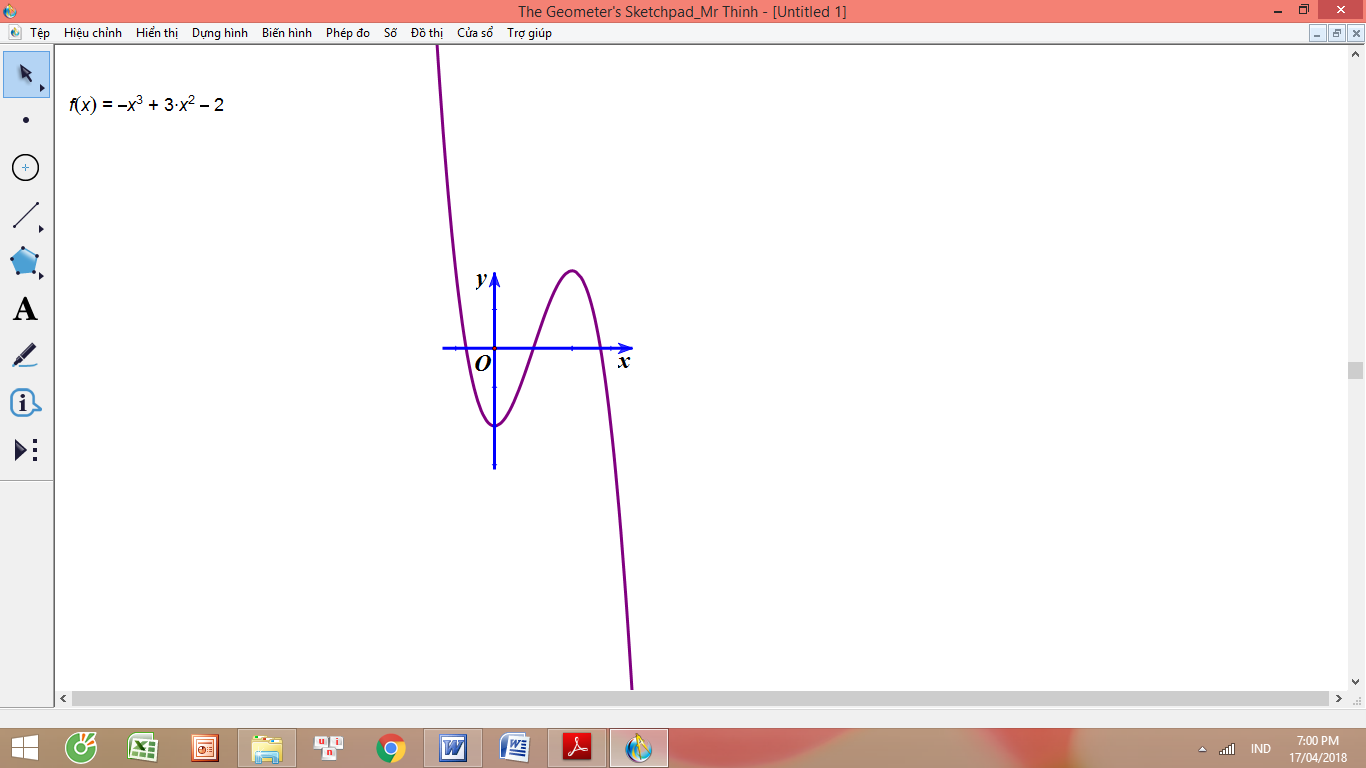 The Geometer's Sketchpad_Mr Thinh - [Untitled 1]
Tệp Hiệu chỉnh Hiển thị Dựng hình Biến hình Phép đo Số Đồ thị Cửa sổ Trợ giúp
f(x) = –x³ + 3·x² – 2
y
O
x
A
i
uni
IND
7:00 PM
17/04/2018